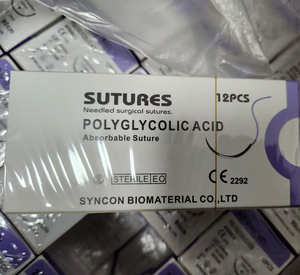 SUTURES
12PCS
Needled surgical sutures.
POLYGLYCOLIC ACID
Absorbable Suture
STERILE EO
CE 2292
SYNCON BIOMATERIAL CO.,LTD